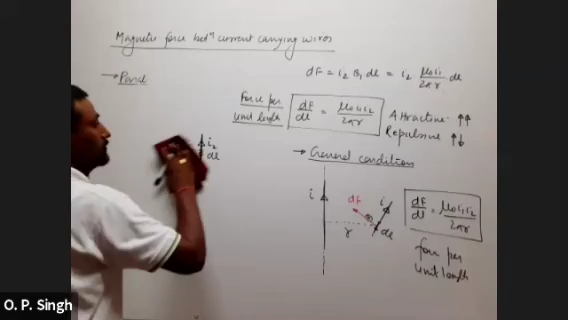 Magnetic force betn current carrying wires
→ Paral
dF = i2 B1 dl = i2 μ0i1/2πr dl
Force per unit length
dF/dl = μ0i1i2/2πr
Attractive ↑↑
Repulsive ↑↓
i2
dl
→ General condition
i
dF
i
r
dl
dF/dl = μ0i1i2/2πr
force per
unit length
O. P. Singh